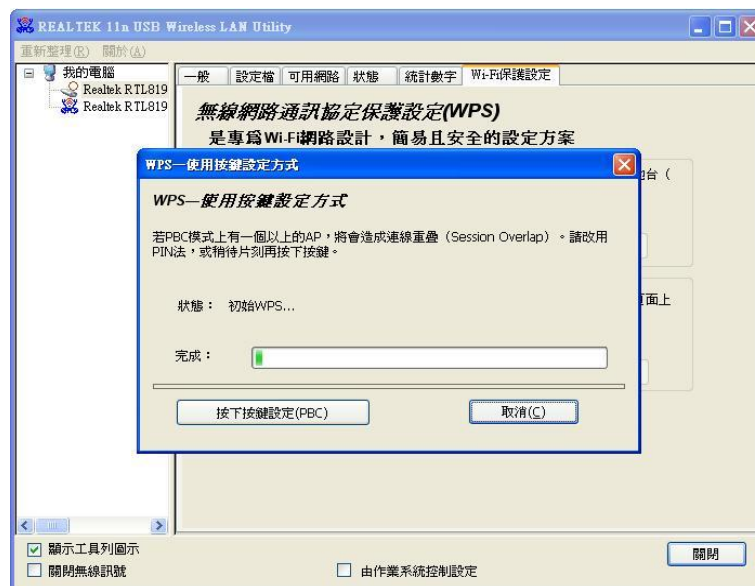 REALTEK 11n USB Wireless LAN Utility
重新整理(R) 關於(A)
我的電腦
Realtek RTL819
Realtek RTL819
一般 設定檔 可用網路 狀態 統計數字 Wi-Fi保護設定
無線網路通訊協定保護設定(WPS)
是專為Wi-Fi網路設計，簡易且安全的設定方案
台（
頁面上
WPS—使用按鍵設定方式
WPS—使用按鍵設定方式
若PBC模式上有一個以上的AP，將會造成連線重疊（Session Overlap）。請改用
PIN法，或稍待片刻再按下按鍵。
狀態： 初始WPS...
完成：
按下按鍵設定(PBC) 取消(C)
顯示工具列圖示
關閉無線訊號
由作業系統控制設定
關閉